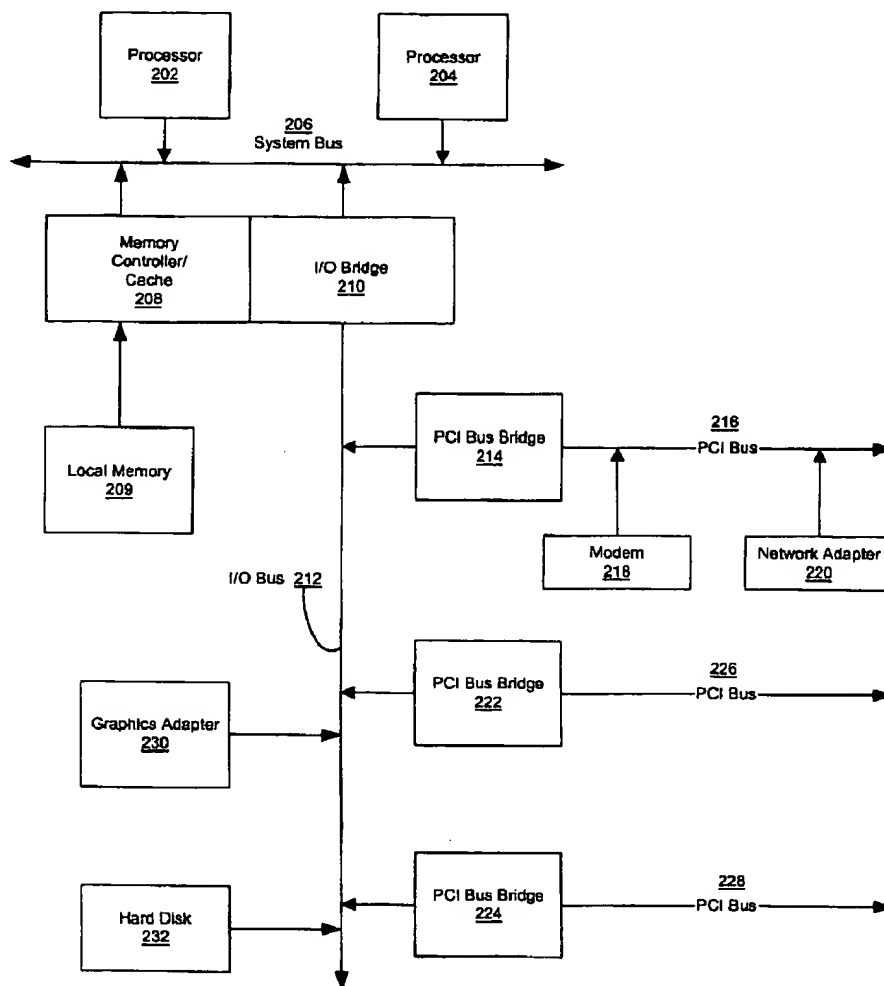 Processor
202
Processor
204
206
System Bus
Memory
Controller/
Cache
208
I/O Bridge
210
Local Memory
209
PCI Bus Bridge
214
216
PCI Bus
Modem
218
Network Adapter
220
I/O Bus 212
PCI Bus Bridge
222
226
PCI Bus
Graphics Adapter
230
PCI Bus Bridge
224
228
PCI Bus
Hard Disk
232